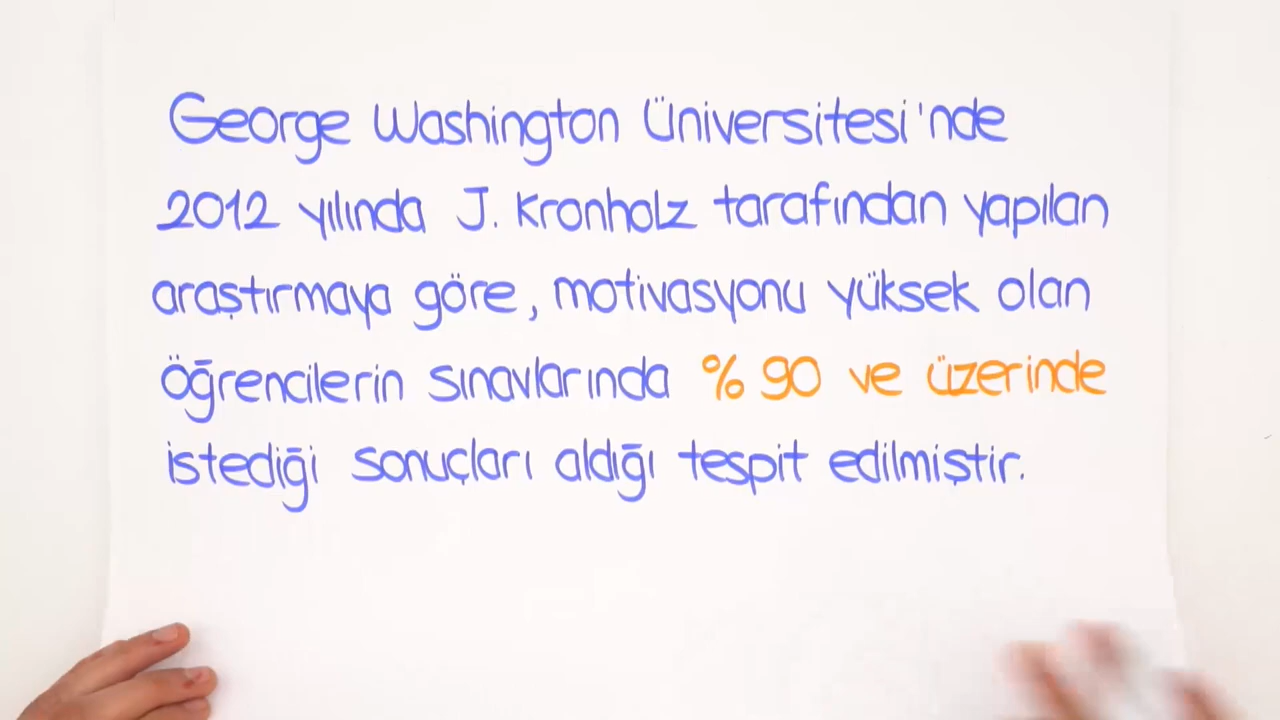 George Washington Üniversitesi'nde
2012 yılında J. Kronholz tarafından yapılan
araştırmaya göre, motivasyonu yüksek olan
öğrencilerin sınavlarında % 90 ve üzerinde
istediği sonuçları aldığı tespit edilmiştir.